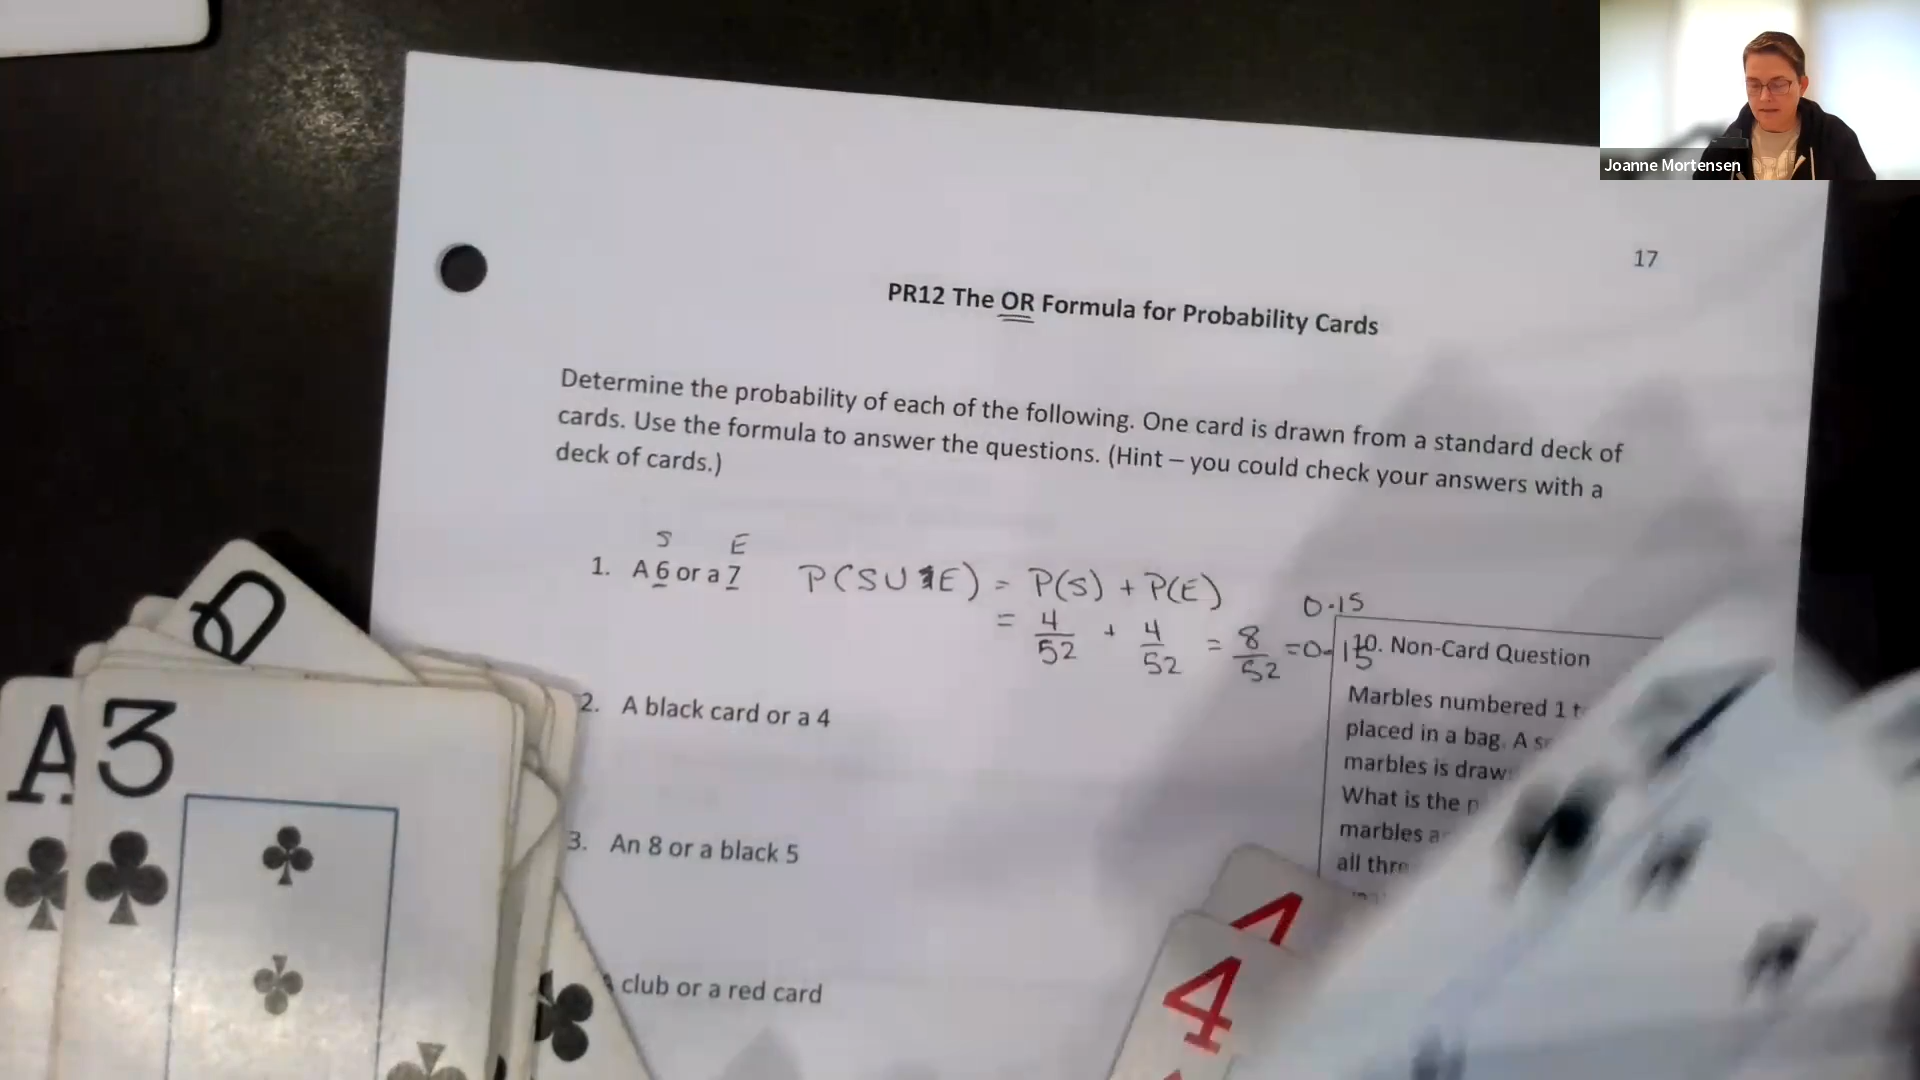 Joanne Mortensen
17
PR12 The OR Formula for Probability Cards
Determine the probability of each of the following. One card is drawn from a standard deck of
cards. Use the formula to answer the questions. (Hint – you could check your answers with a
deck of cards.)
S E
1. A 6 or a 7 P(SUE) = P(S) + P(E)
= 4/52 + 4/52 = 8/52 = 0.15
0.15
10. Non-Card Question
Marbles numbered 1
placed in a bag. A
marbles is
What is the
marbles
all
2. A black card or a 4
3. An 8 or a black 5
club or a red card
Q
A
3
4